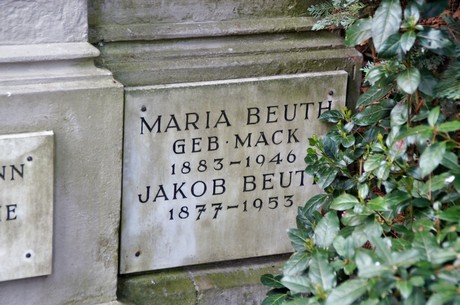 MARIA BEUTH
GEB · MACK
1883-1946
JAKOB BEUT
1877-1953